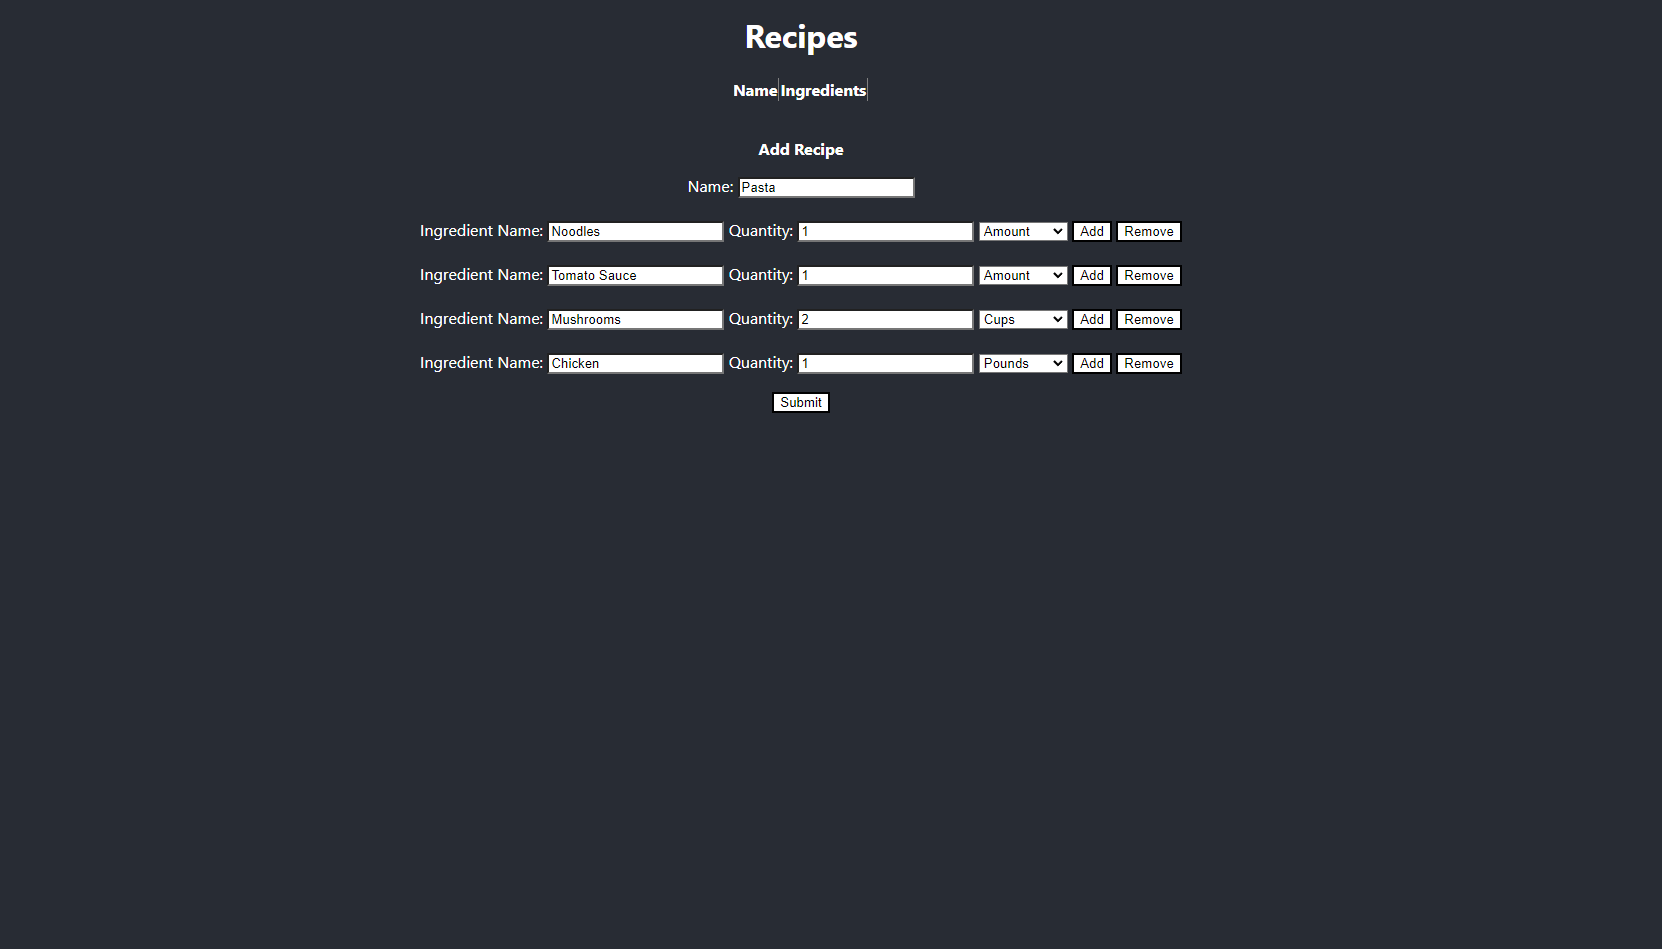 Recipes
Name Ingredients
Add Recipe
Name: Pasta
Ingredient Name: Noodles Quantity: 1 Amount Add Remove
Ingredient Name: Tomato Sauce Quantity: 1 Amount Add Remove
Ingredient Name: Mushrooms Quantity: 2 Cups Add Remove
Ingredient Name: Chicken Quantity: 1 Pounds Add Remove
Submit